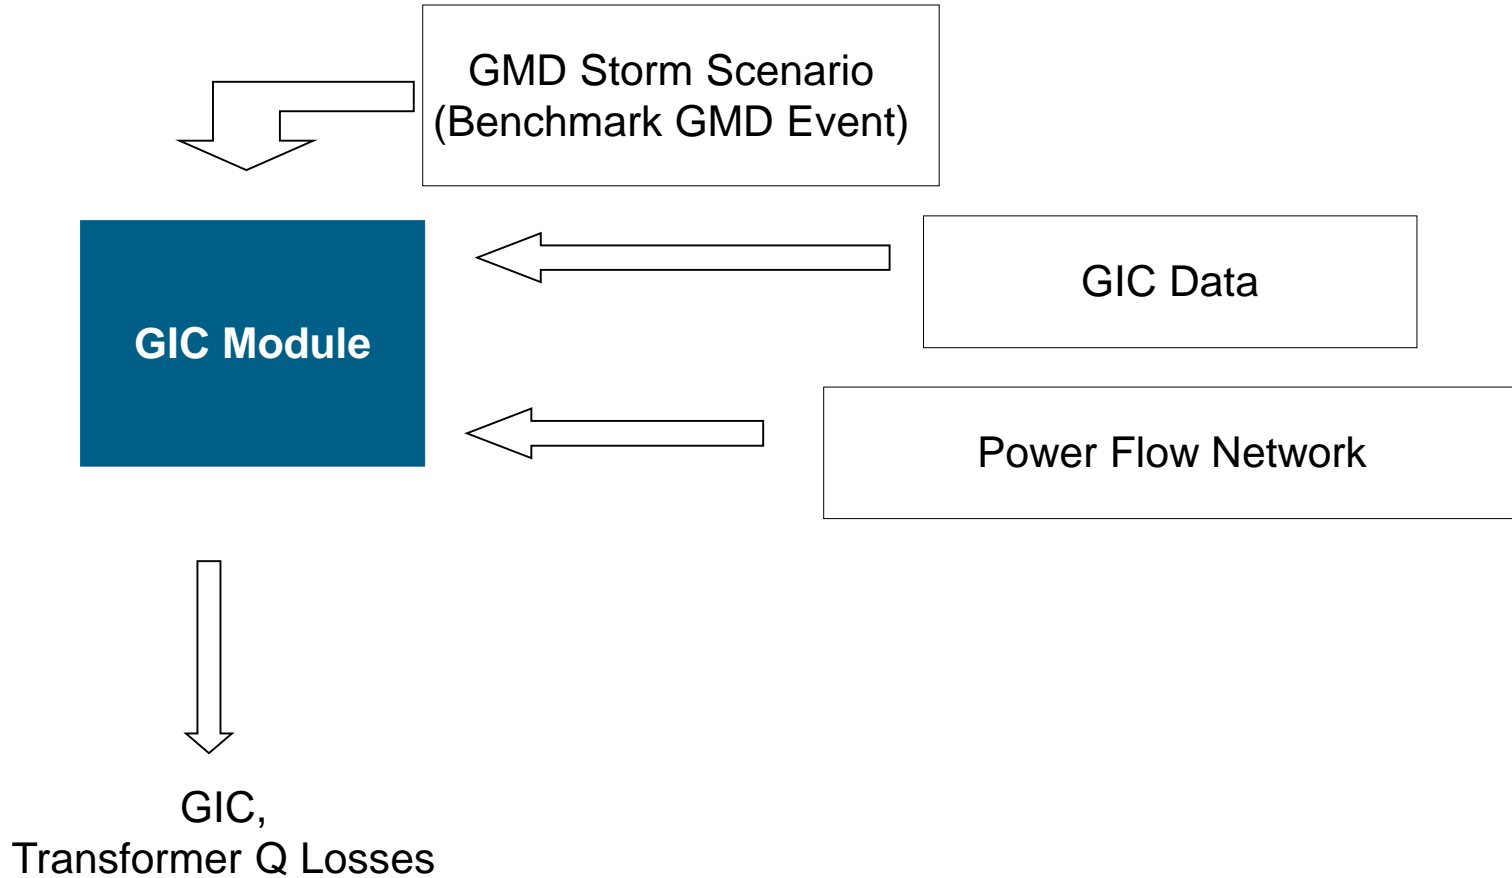 GMD Storm Scenario
(Benchmark GMD Event)
GIC Data
GIC Module
Power Flow Network
GIC,
Transformer Q Losses